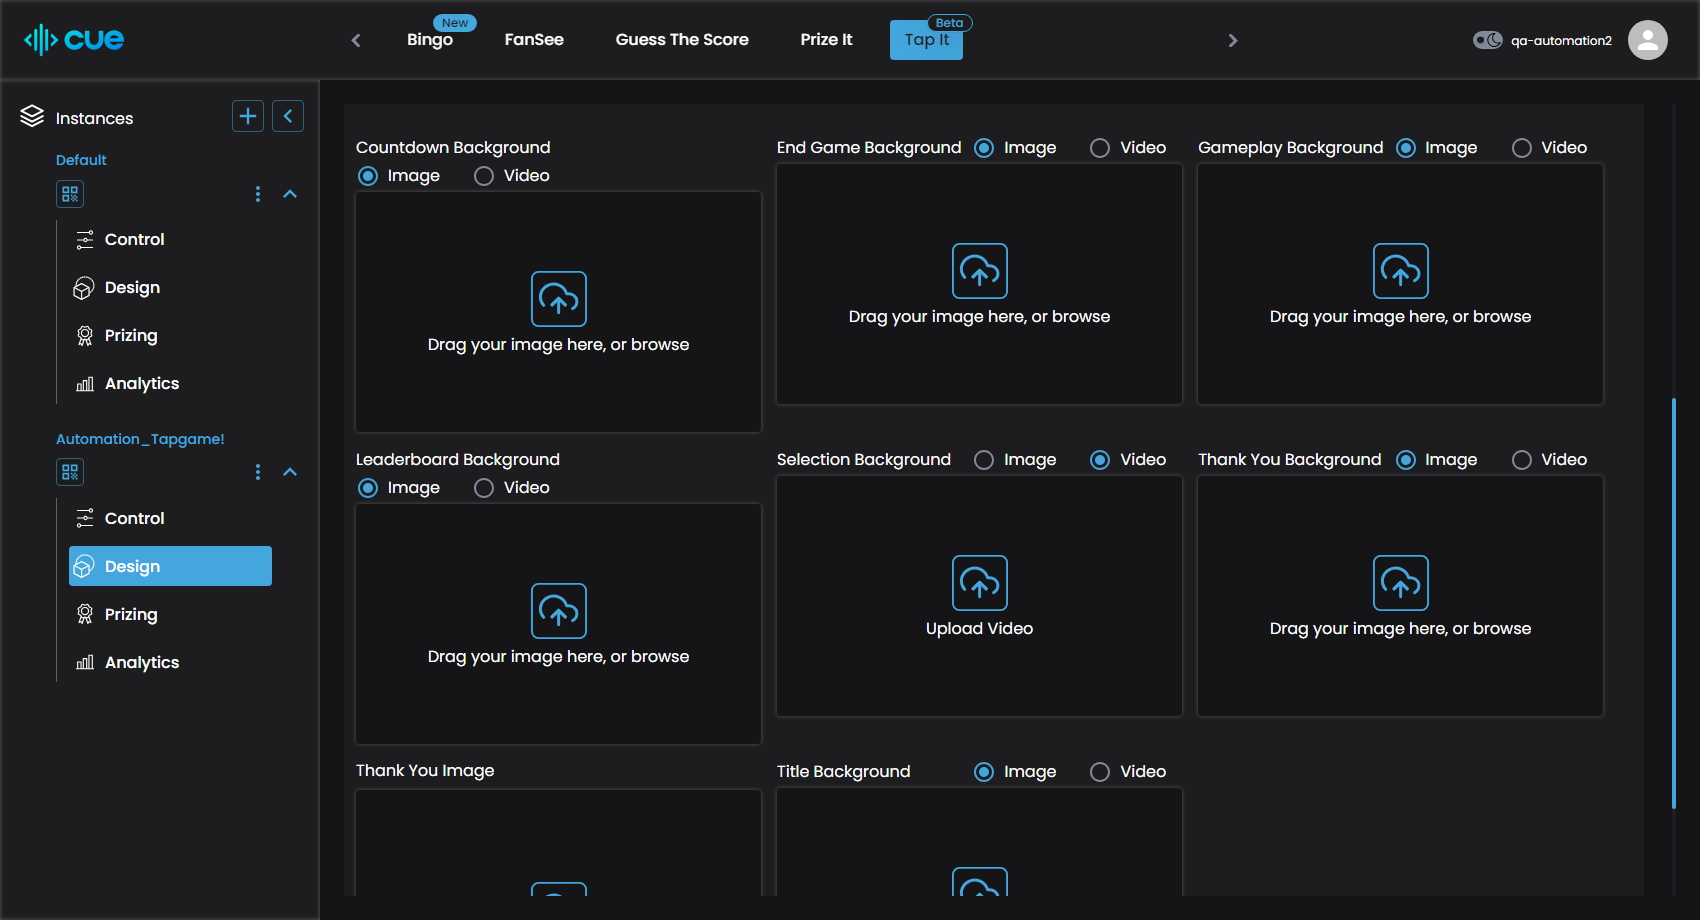 cue
New
Bingo
FanSee
Guess The Score
Prize It
Beta
Tap It
qa-automation2
Instances
Default
Control
Design
Prizing
Analytics
Automation_Tapgame!
Control
Design
Prizing
Analytics
Countdown Background
Image Video
Drag your image here, or browse
End Game Background Image Video
Drag your image here, or browse
Gameplay Background Image Video
Drag your image here, or browse
Leaderboard Background
Image Video
Drag your image here, or browse
Selection Background Image Video
Upload Video
Thank You Background Image Video
Drag your image here, or browse
Thank You Image
Title Background Image Video